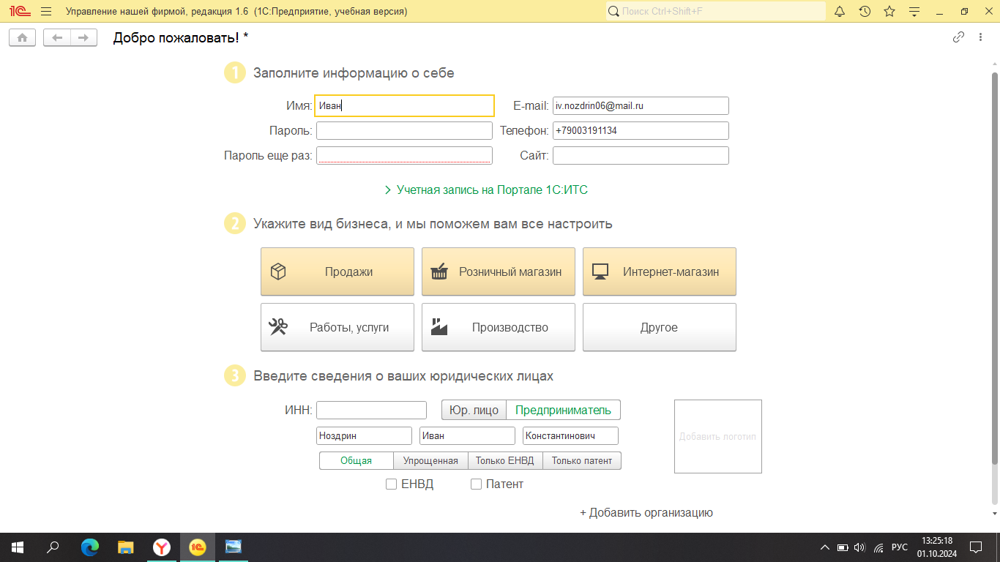 1С Управление нашей фирмой, редакция 1.6 (1С:Предприятие, учебная версия) Поиск Ctrl+Shift+F
Добро пожаловать! *
1 Заполните информацию о себе
Имя: Иван E-mail: iv.nozdrin06@mail.ru
Пароль: Телефон: +79003191134
Пароль еще раз: Сайт:
Учетная запись на Портале 1С:ИТС
2 Укажите вид бизнеса, и мы поможем вам все настроить
Продажи Розничный магазин Интернет-магазин
Работы, услуги Производство Другое
3 Введите сведения о ваших юридических лицах
ИНН: Юр. лицо Предприниматель
Ноздрин Иван Константинович Добавить логотип
Общая Упрощенная Только ЕНВД Только патент
ЕНВД Патент
+ Добавить организацию
1С РУС 13:25:18
01.10.2024